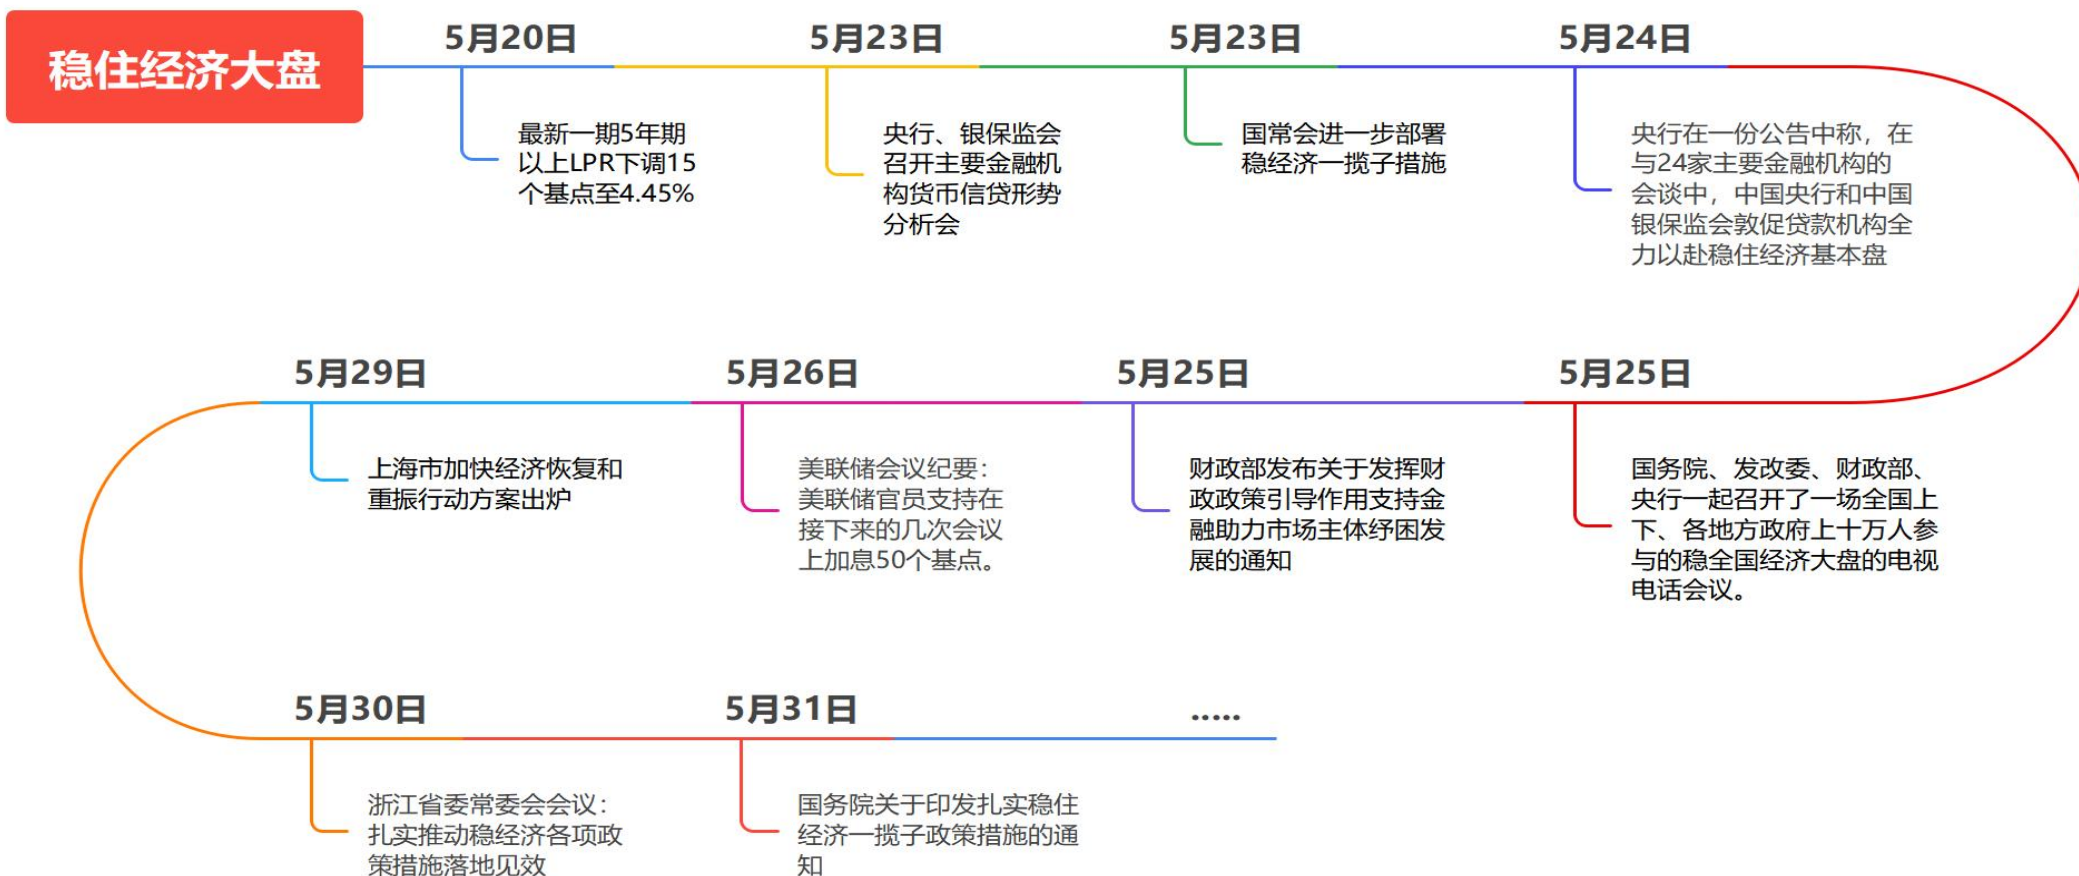 稳住经济大盘
5月20日
最新一期5年期
以上LPR下调15
个基点至4.45%
5月23日
央行、银保监会
召开主要金融机
构货币信贷形势
分析会
5月23日
国常会进一步部署
稳经济一揽子措施
5月24日
央行在一份公告中称，在
与24家主要金融机构的
会谈中，中国央行和中国
银保监会敦促贷款机构全
力以赴稳住经济基本盘
5月25日
国务院、发改委、财政部、
央行一起召开了一场全国上
下、各地方政府上十万人参
与的稳全国经济大盘的电视
电话会议。
5月25日
财政部发布关于发挥财
政政策引导作用支持金
融助力市场主体纾困发
展的通知
5月26日
美联储会议纪要：
美联储官员支持在
接下来的几次会议
上加息50个基点。
5月29日
上海市加快经济恢复和
重振行动方案出炉
5月30日
浙江省委常委会会议：
扎实推动稳经济各项政
策措施落地见效
5月31日
国务院关于印发扎实稳住
经济一揽子政策措施的通
知
.....